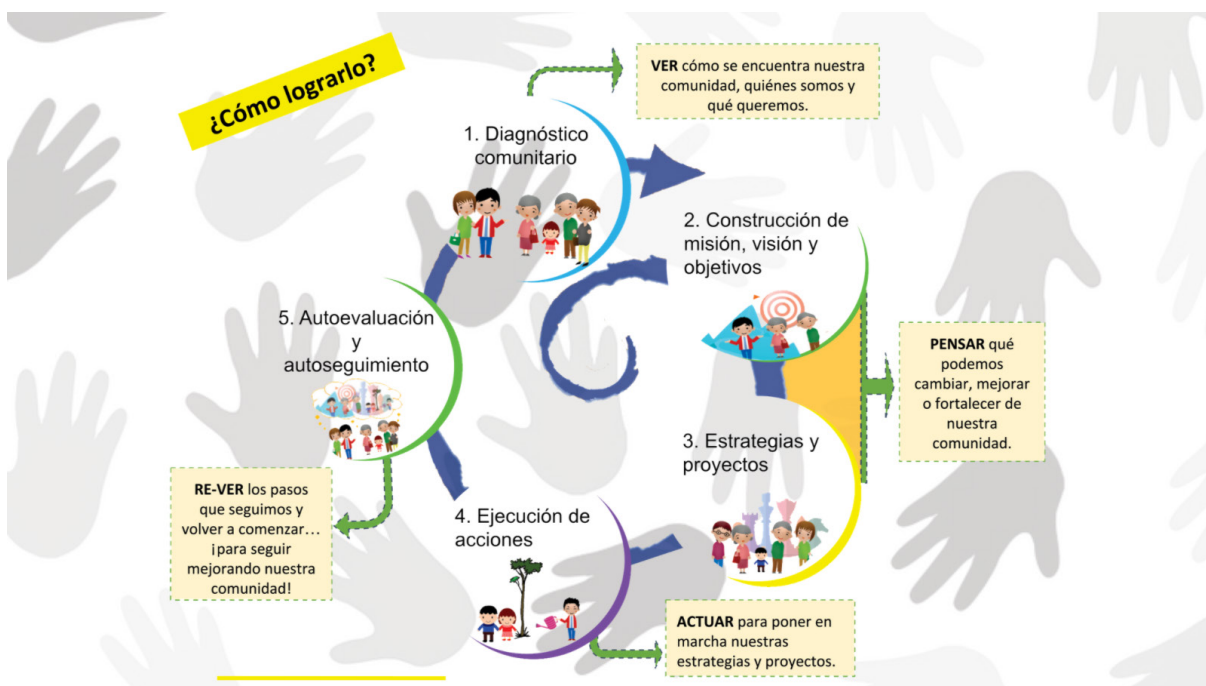 ¿Cómo lograrlo?
VER cómo se encuentra nuestra
comunidad, quiénes somos y
qué queremos.
1. Diagnóstico
comunitario
2. Construcción de
misión, visión y
objetivos
PENSAR qué
podemos
cambiar, mejorar
o fortalecer de
nuestra
comunidad.
3. Estrategias y
proyectos
4. Ejecución de
acciones
ACTUAR para poner en
marcha nuestras
estrategias y proyectos.
5. Autoevaluación
y
autoseguimiento
RE-VER los pasos
que seguimos y
volver a comenzar…
¡para seguir
mejorando nuestra
comunidad!